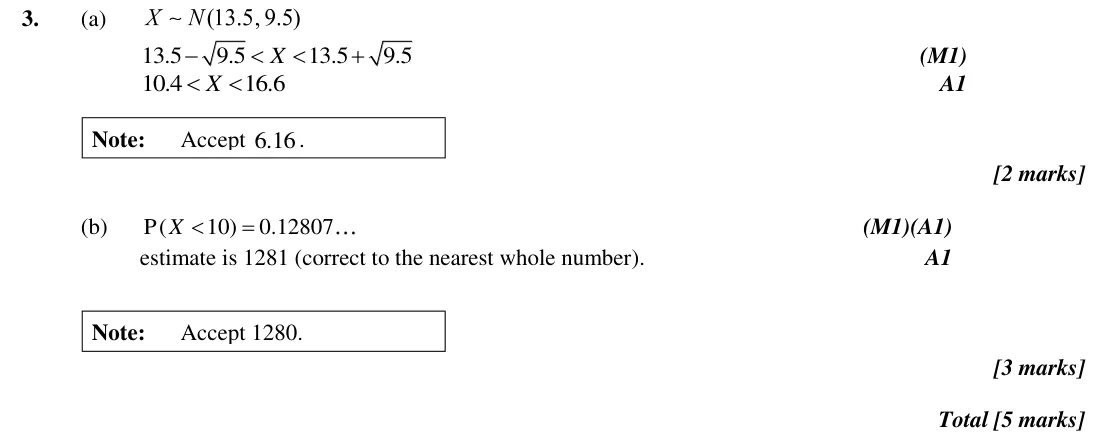 3. (a) X ~ N(13.5, 9.5)
13.5 − √9.5 < X < 13.5 + √9.5 (M1)
10.4 < X < 16.6 A1
Note: Accept 6.16.
[2 marks]
(b) P(X < 10) = 0.12807… (M1)(A1)
estimate is 1281 (correct to the nearest whole number). A1
Note: Accept 1280.
[3 marks]
Total [5 marks]